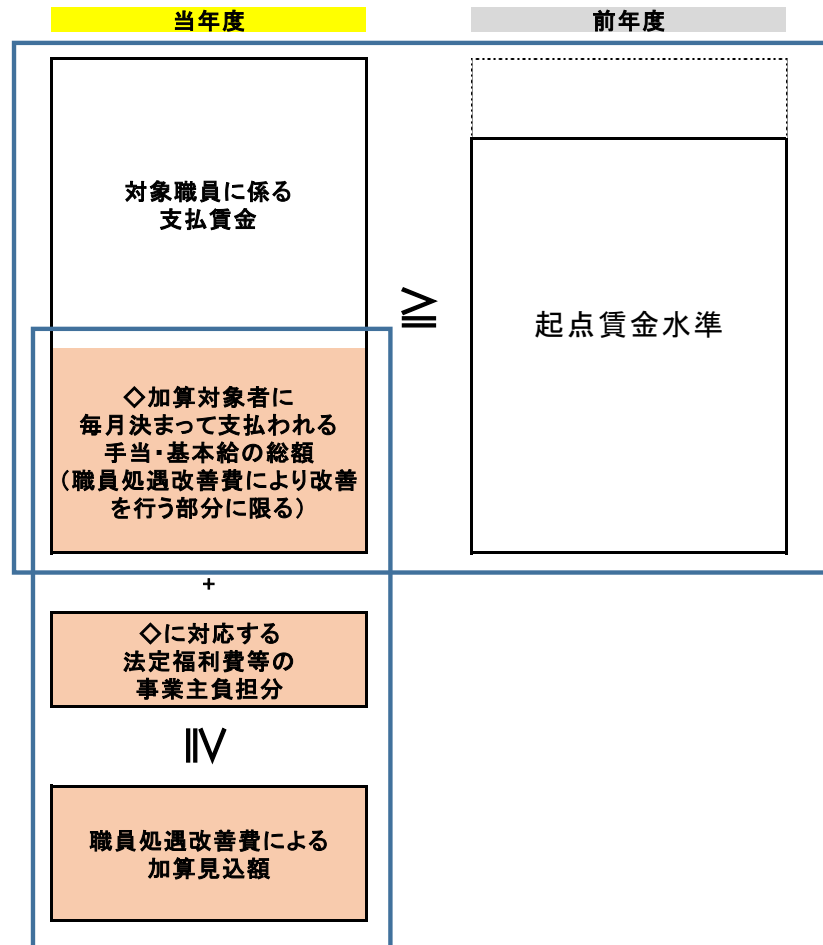 当年度
前年度
対象職員に係る
支払賃金
≧
起点賃金水準
◇加算対象者に
毎月決まって支払われる
手当・基本給の総額
（職員処遇改善費により改善
を行う部分に限る）
+
◇に対応する
法定福利費等の
事業主負担分
≧
職員処遇改善費による
加算見込額